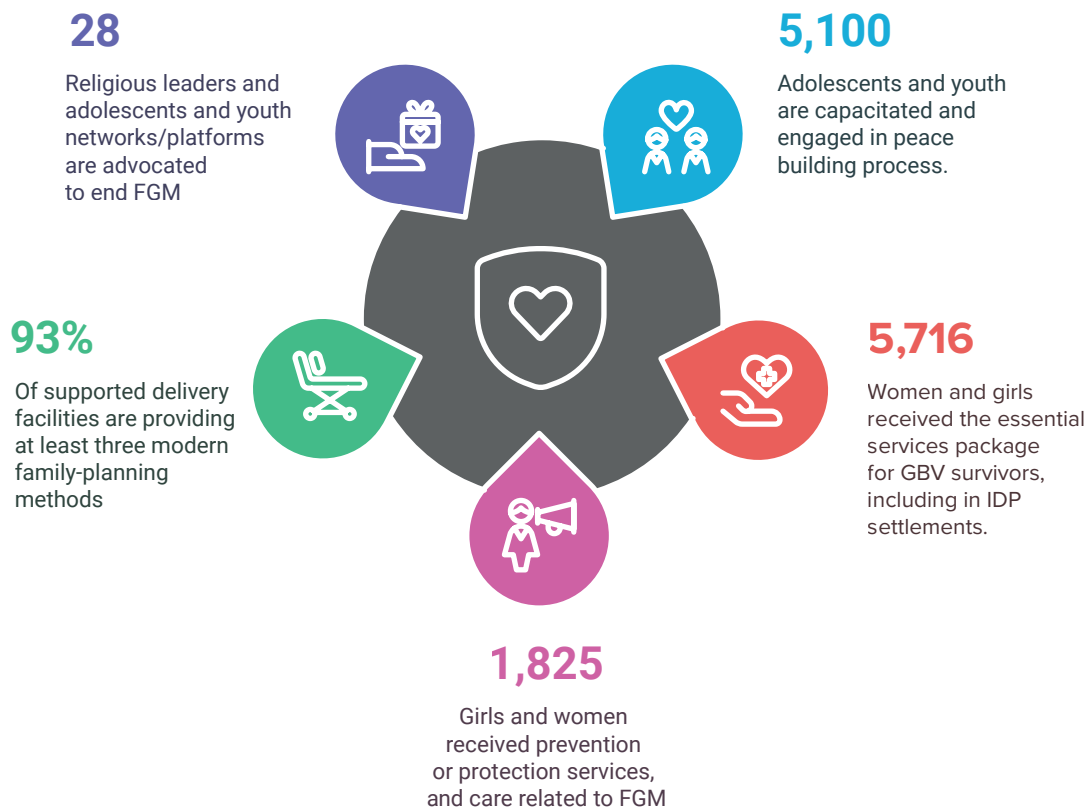 28
Religious leaders and
adolescents and youth
networks/platforms
are advocated
to end FGM
5,100
Adolescents and youth
are capacitated and
engaged in peace
building process.
93%
Of supported delivery
facilities are providing
at least three modern
family-planning
methods
5,716
Women and girls
received the essential
services package
for GBV survivors,
including in IDP
settlements.
1,825
Girls and women
received prevention
or protection services,
and care related to FGM